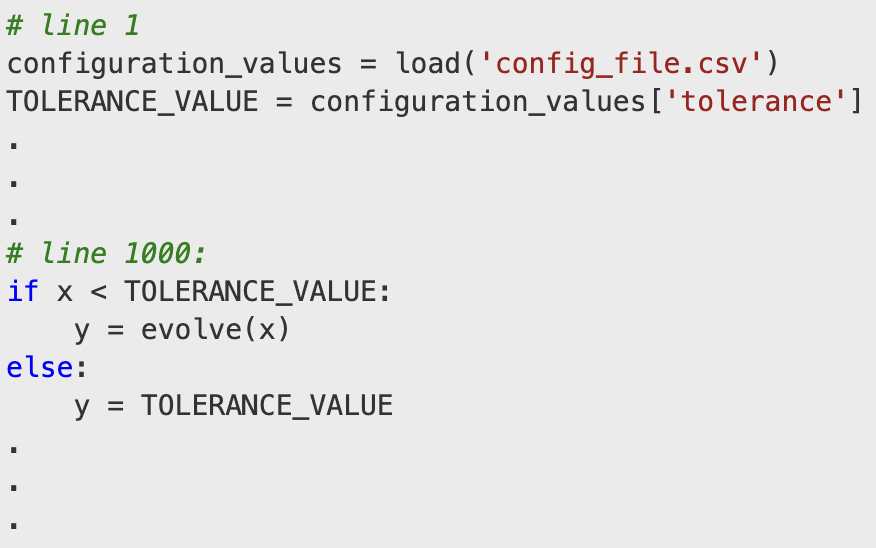 # line 1
configuration_values = load('config_file.csv')
TOLERANCE_VALUE = configuration_values['tolerance']
.
.
.
# line 1000:
if x < TOLERANCE_VALUE:
    y = evolve(x)
else:
    y = TOLERANCE_VALUE
.
.
.